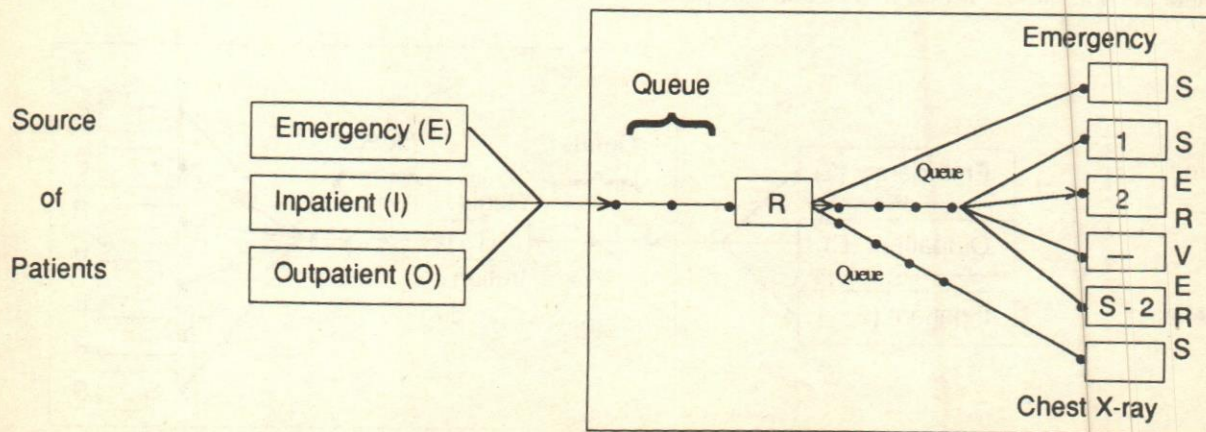 Source
of
Patients
Emergency (E)
Inpatient (I)
Outpatient (O)
Queue
R
Queue
Queue
Emergency
1
2
—
S - 2
Chest X-ray
S
S
E
R
V
E
R
S